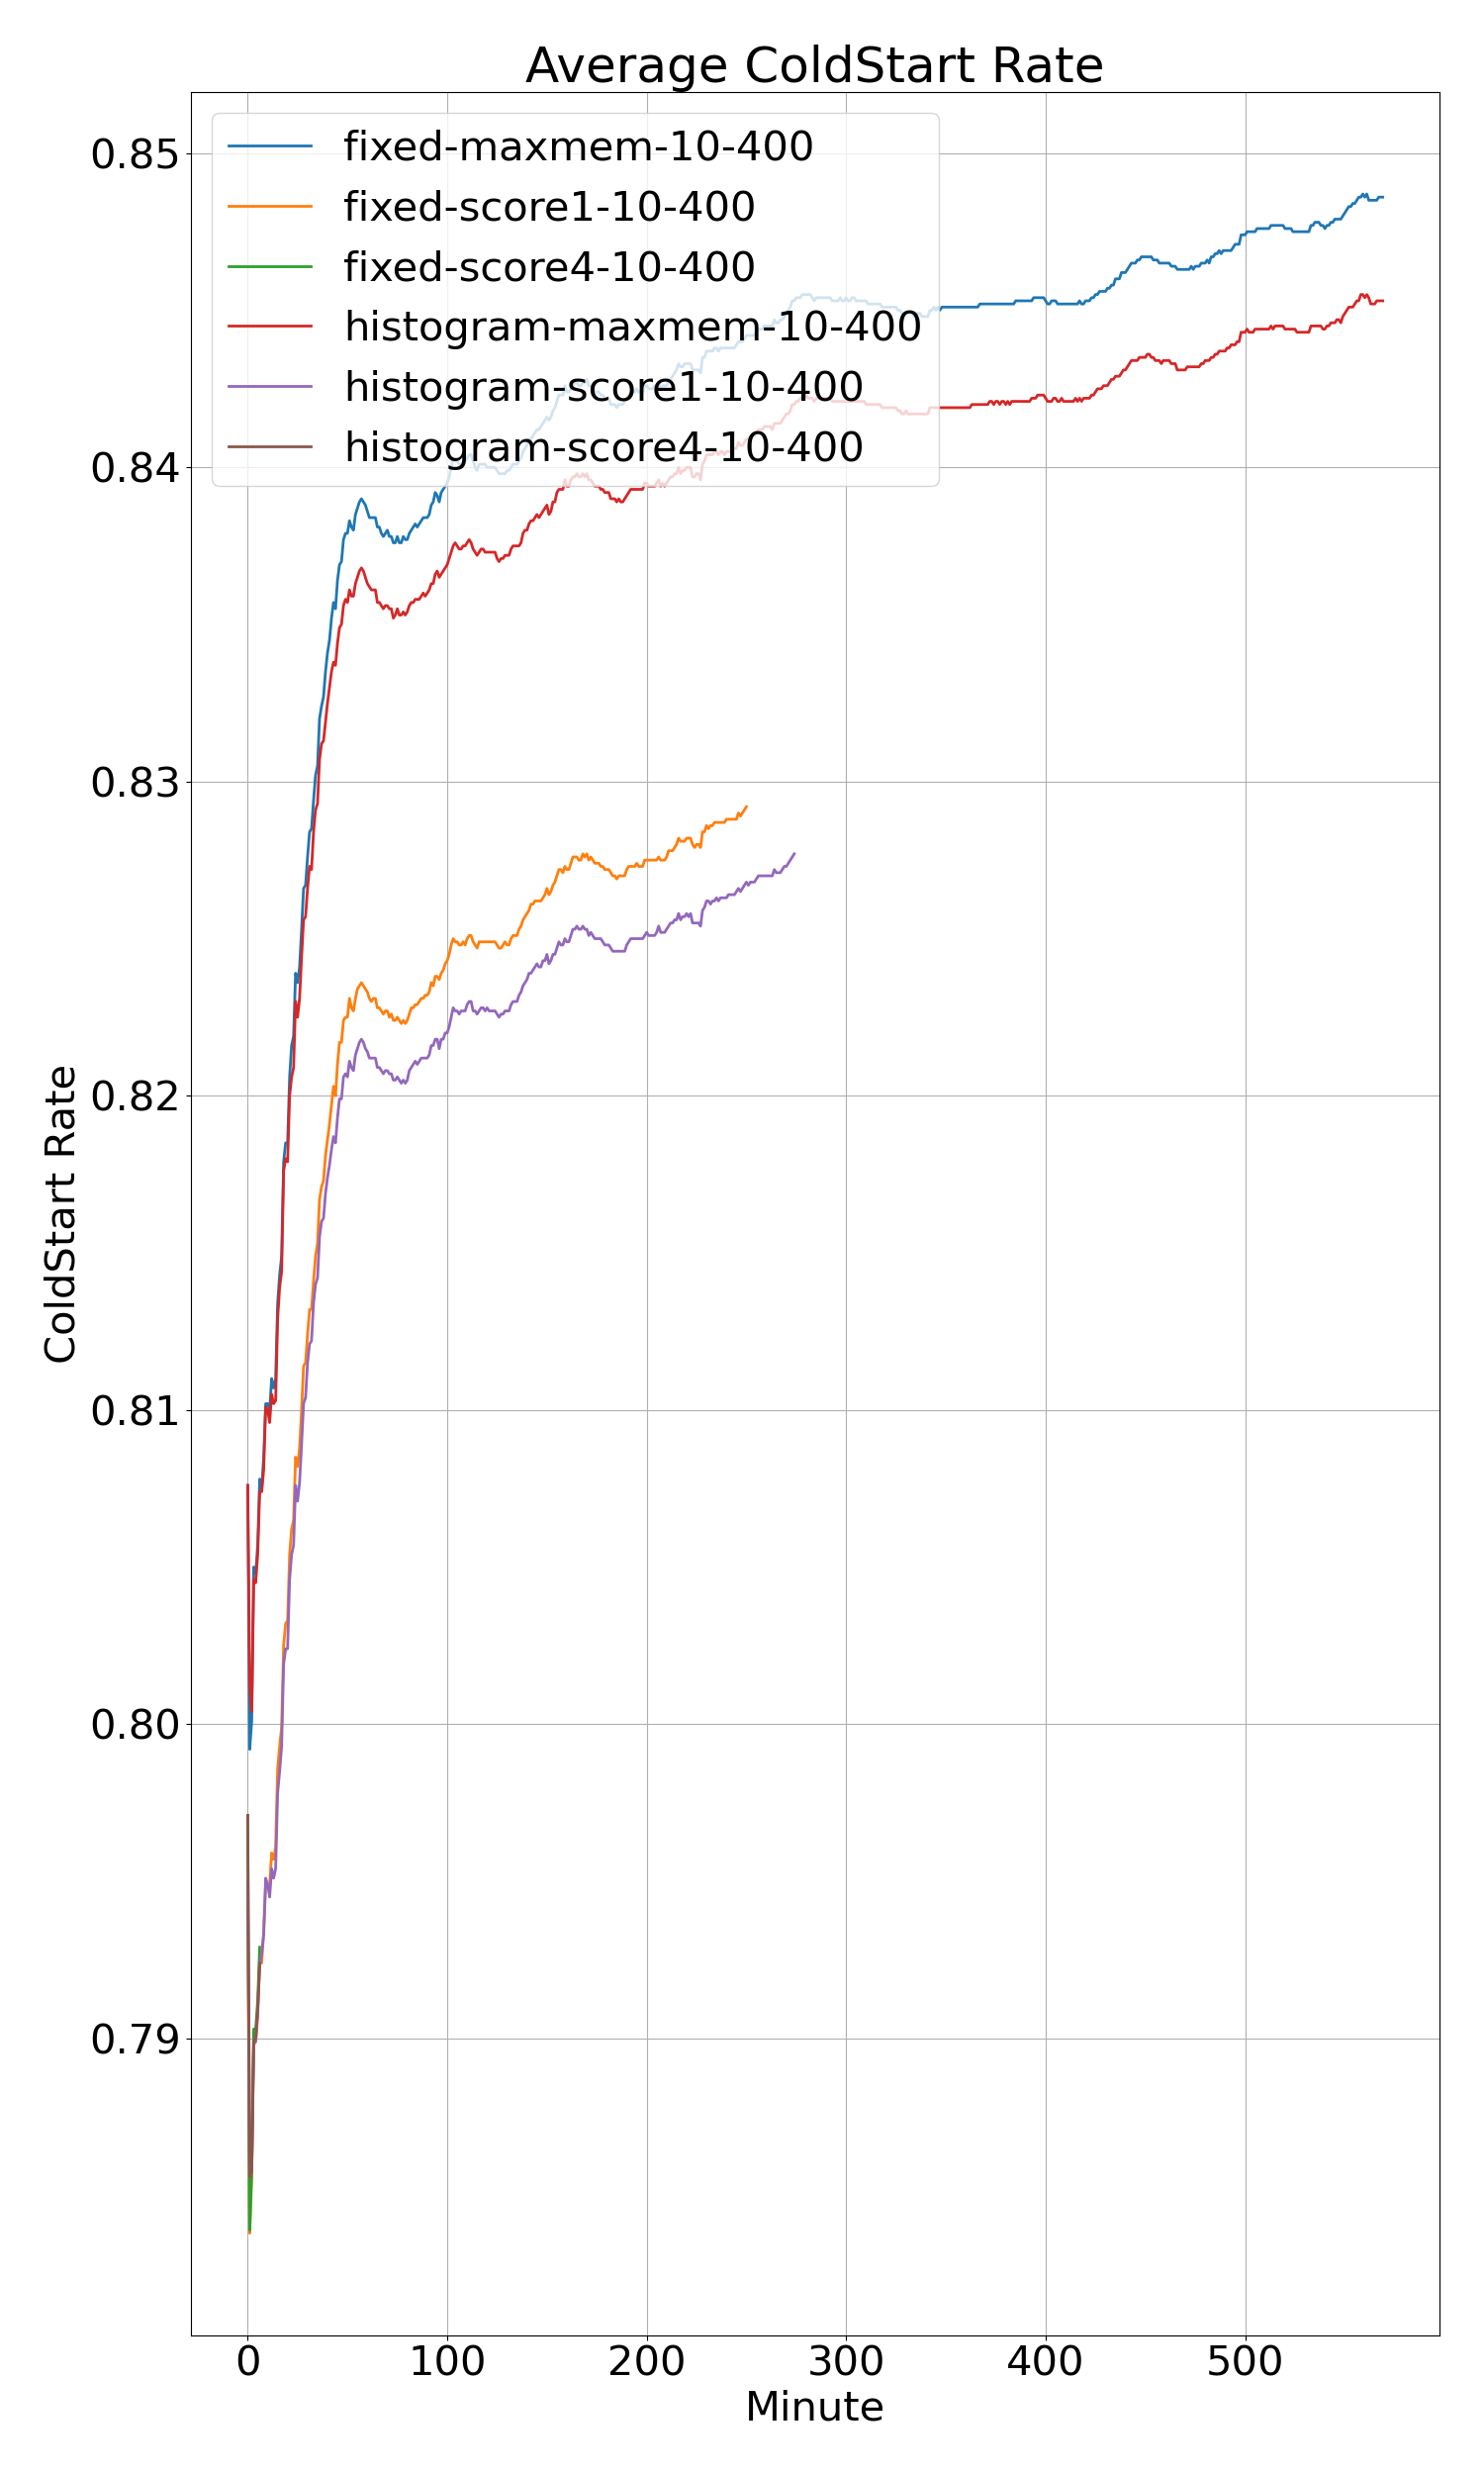 Average ColdStart Rate
fixed-maxmem-10-400
fixed-score1-10-400
fixed-score4-10-400
histogram-maxmem-10-400
histogram-score1-10-400
histogram-score4-10-400
0.85
0.84
0.83
0.82
0.81
0.80
0.79
ColdStart Rate
0 100 200 300 400 500
Minute